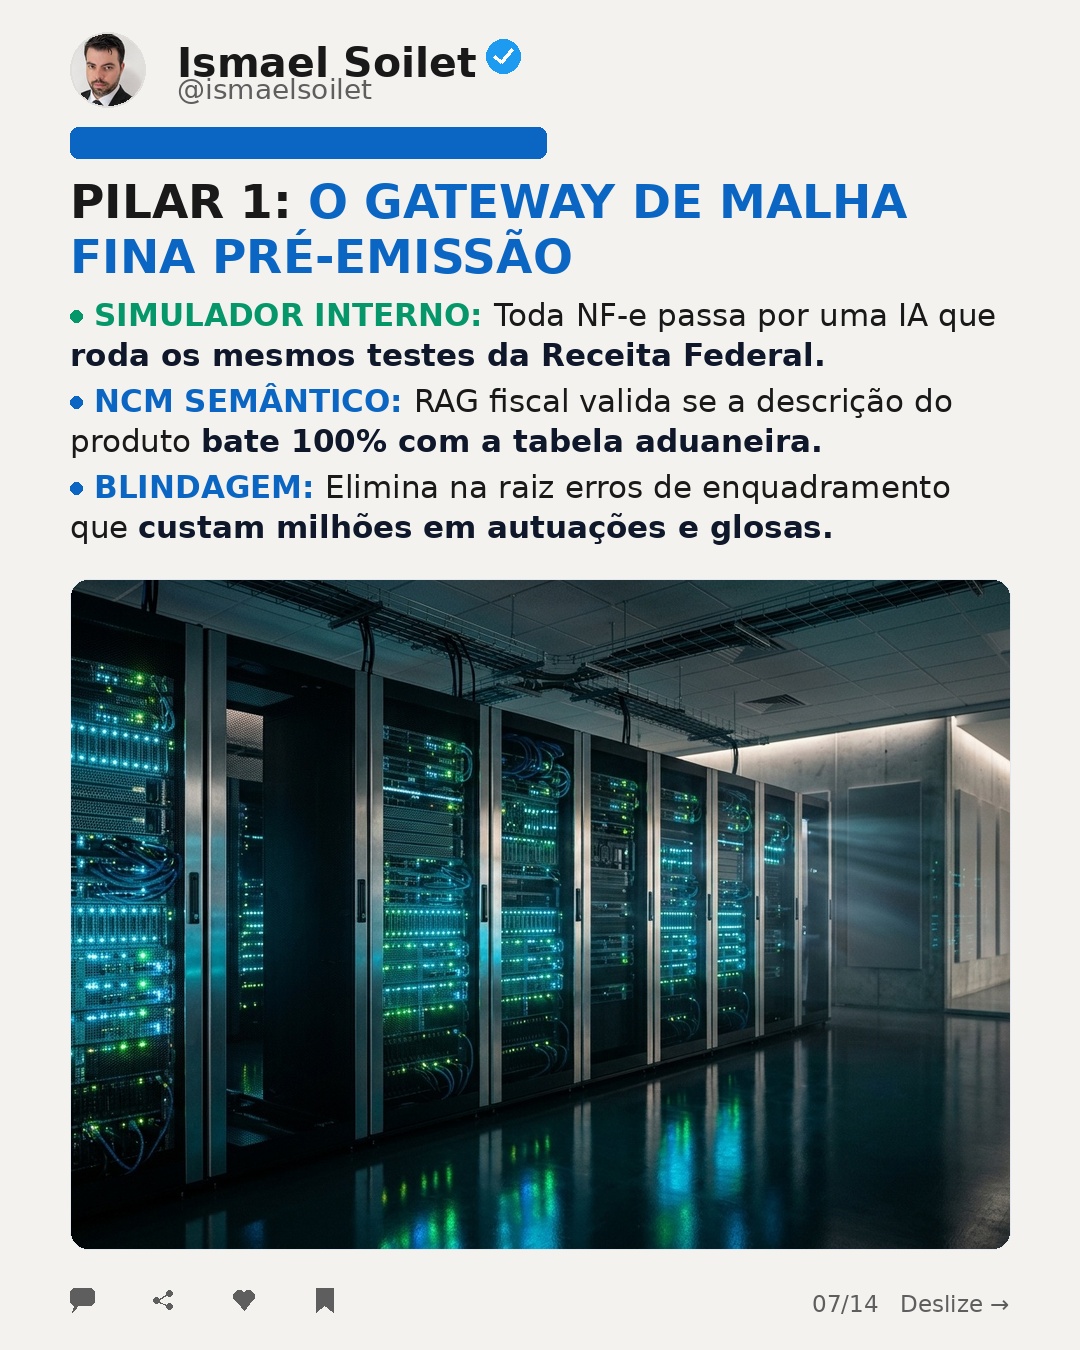 Ismael Soilet
@ismaelsoilet
PILAR 1: O GATEWAY DE MALHA
FINA PRÉ-EMISSÃO
• SIMULADOR INTERNO: Toda NF-e passa por uma IA que
roda os mesmos testes da Receita Federal.
• NCM SEMÂNTICO: RAG fiscal valida se a descrição do
produto bate 100% com a tabela aduaneira.
• BLINDAGEM: Elimina na raiz erros de enquadramento
que custam milhões em autuações e glosas.
07/14 Deslize →